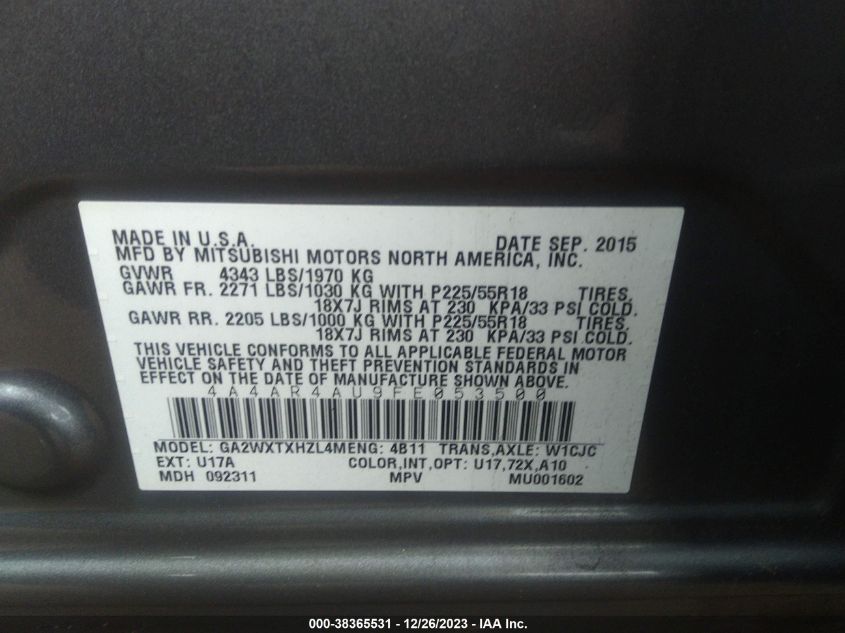 MADE IN U.S.A. DATE SEP. 2015
MFD BY MITSUBISHI MOTORS NORTH AMERICA, INC.
GVWR 4343 LBS/1970 KG
GAWR FR. 2271 LBS/1030 KG WITH P225/55R18 TIRES,
18X7J RIMS AT 230 KPA/33 PSI COLD.
GAWR RR. 2205 LBS/1000 KG WITH P225/55R18 TIRES,
18X7J RIMS AT 230 KPA/33 PSI COLD.
THIS VEHICLE CONFORMS TO ALL APPLICABLE FEDERAL MOTOR
VEHICLE SAFETY AND THEFT PREVENTION STANDARDS IN
EFFECT ON THE DATE OF MANUFACTURE SHOWN ABOVE.
4A4AR4AU9FE053500
MODEL: GA2WXTXHZL4MENG: 4B11 TRANS,AXLE: W1CJC
EXT: U17A COLOR,INT,OPT: U17,72X,A10
MDH 092311 MPV MU001602
000-38365531 - 12/26/2023 - IAA Inc.